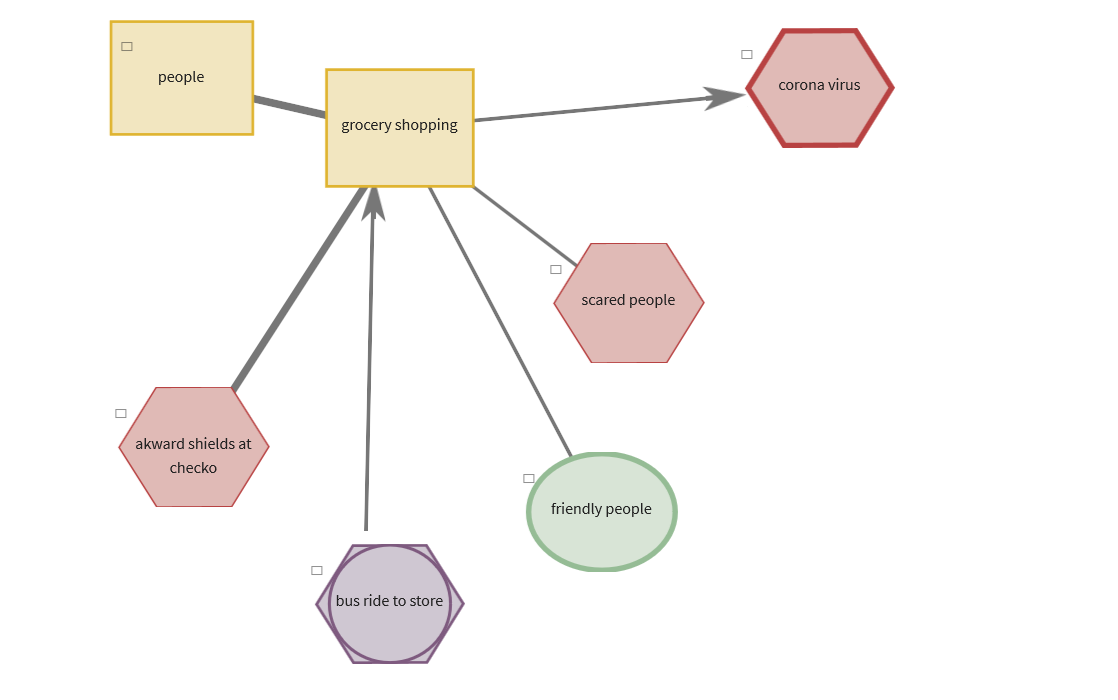 people
grocery shopping
corona virus
scared people
akward shields at
checko
friendly people
bus ride to store